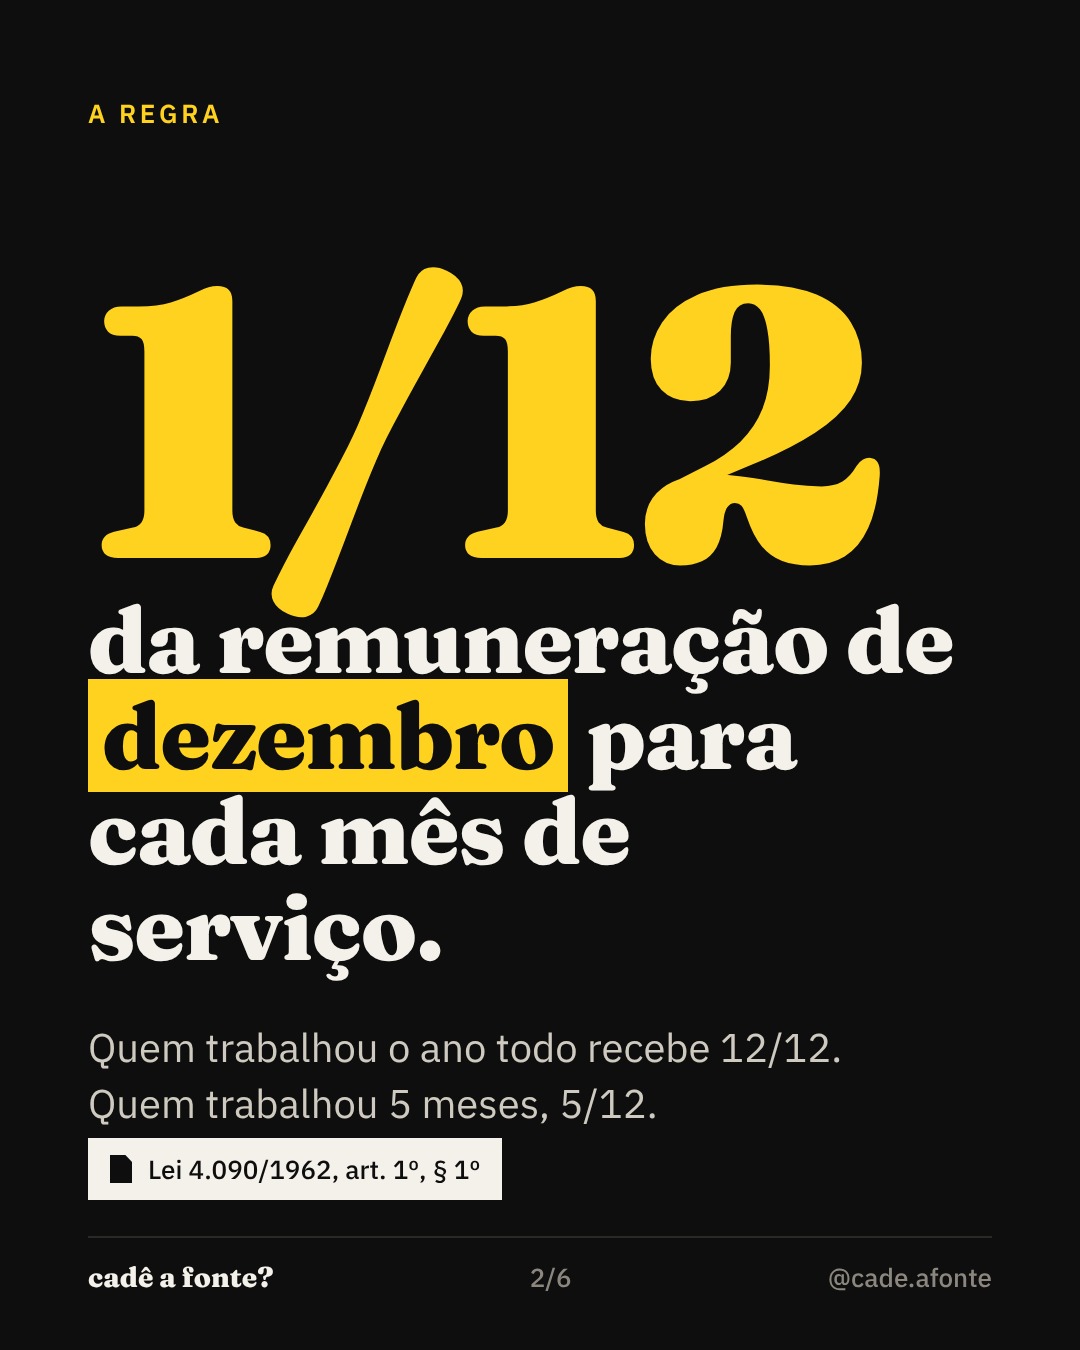 A REGRA
1/12
da remuneração de
dezembro para
cada mês de
serviço.
Quem trabalhou o ano todo recebe 12/12.
Quem trabalhou 5 meses, 5/12.
Lei 4.090/1962, art. 1º, § 1º
cadê a fonte?
2/6
@cade.afonte